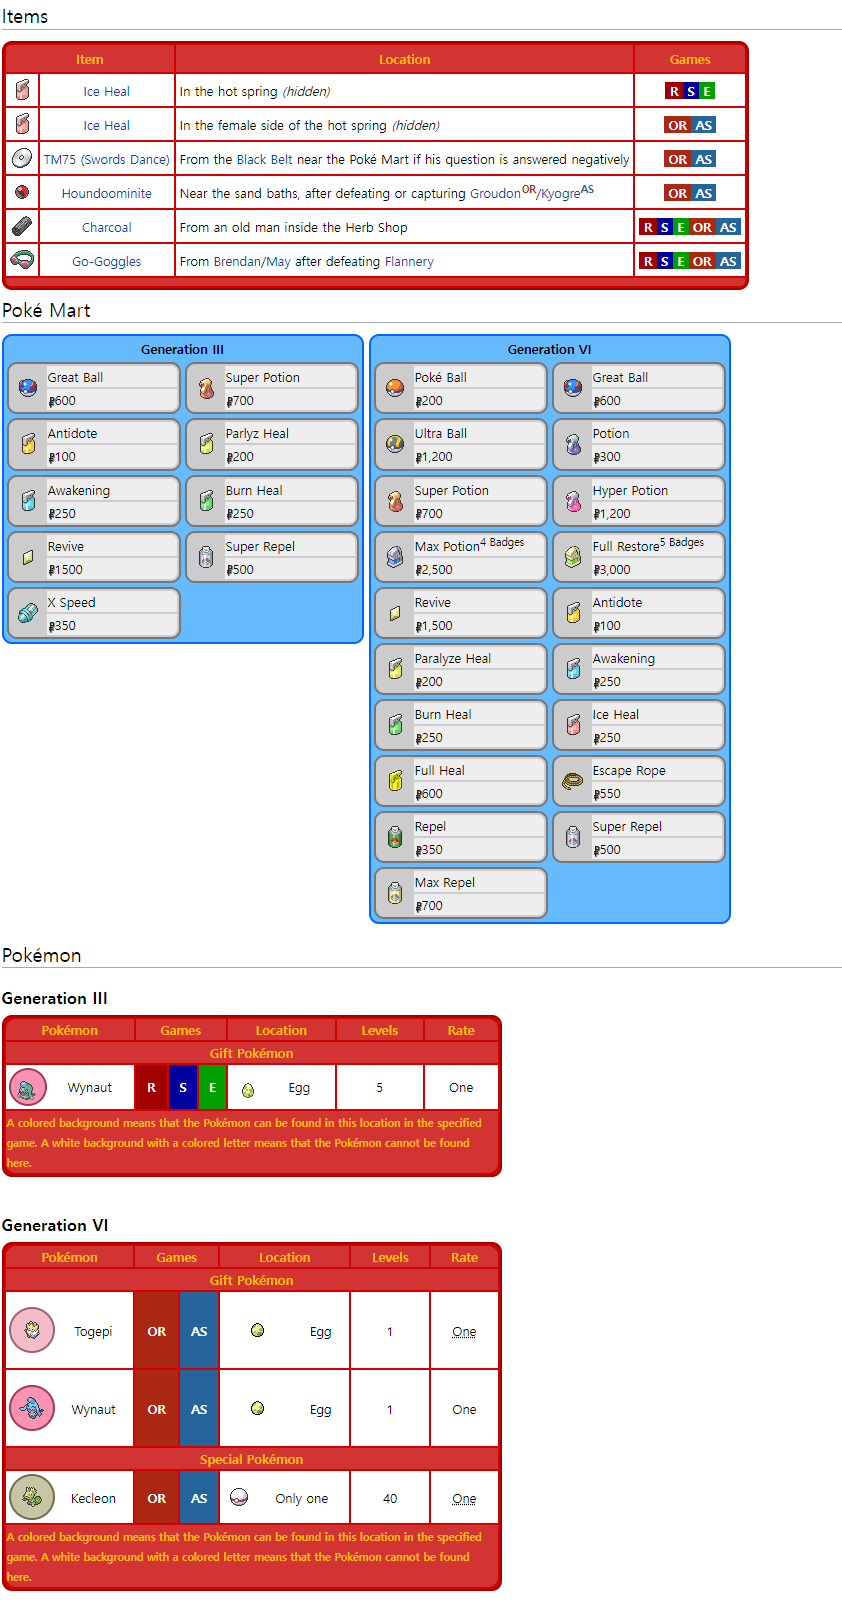 Items
Item Location Games
Ice Heal In the hot spring (hidden) R S E
Ice Heal In the female side of the hot spring (hidden) OR AS
TM75 (Swords Dance) From the Black Belt near the Poké Mart if his question is answered negatively OR AS
Houndoominite Near the sand baths, after defeating or capturing GroudonOR/KyogreAS OR AS
Charcoal From an old man inside the Herb Shop R S E OR AS
Go-Goggles From Brendan/May after defeating Flannery R S E OR AS
Poké Mart
Generation III
Great Ball Super Potion
₽600 ₽700
Antidote Parlyz Heal
₽100 ₽200
Awakening Burn Heal
₽250 ₽250
Revive Super Repel
₽1500 ₽500
X Speed
₽350
Generation VI
Poké Ball Great Ball
₽200 ₽600
Ultra Ball Potion
₽1,200 ₽300
Super Potion Hyper Potion
₽700 ₽1,200
Max Potion4 Badges Full Restore5 Badges
₽2,500 ₽3,000
Revive Antidote
₽1,500 ₽100
Paralyze Heal Awakening
₽200 ₽250
Burn Heal Ice Heal
₽250 ₽250
Full Heal Escape Rope
₽600 ₽550
Repel Super Repel
₽350 ₽500
Max Repel
₽700
Pokémon
Generation III
Pokémon Games Location Levels Rate
Gift Pokémon
Wynaut R S E Egg 5 One
A colored background means that the Pokémon can be found in this location in the specified
game. A white background with a colored letter means that the Pokémon cannot be found
here.
Generation VI
Pokémon Games Location Levels Rate
Gift Pokémon
Togepi OR AS Egg 1 One
Wynaut OR AS Egg 1 One
Special Pokémon
Kecleon OR AS Only one 40 One
A colored background means that the Pokémon can be found in this location in the specified
game. A white background with a colored letter means that the Pokémon cannot be found
here.